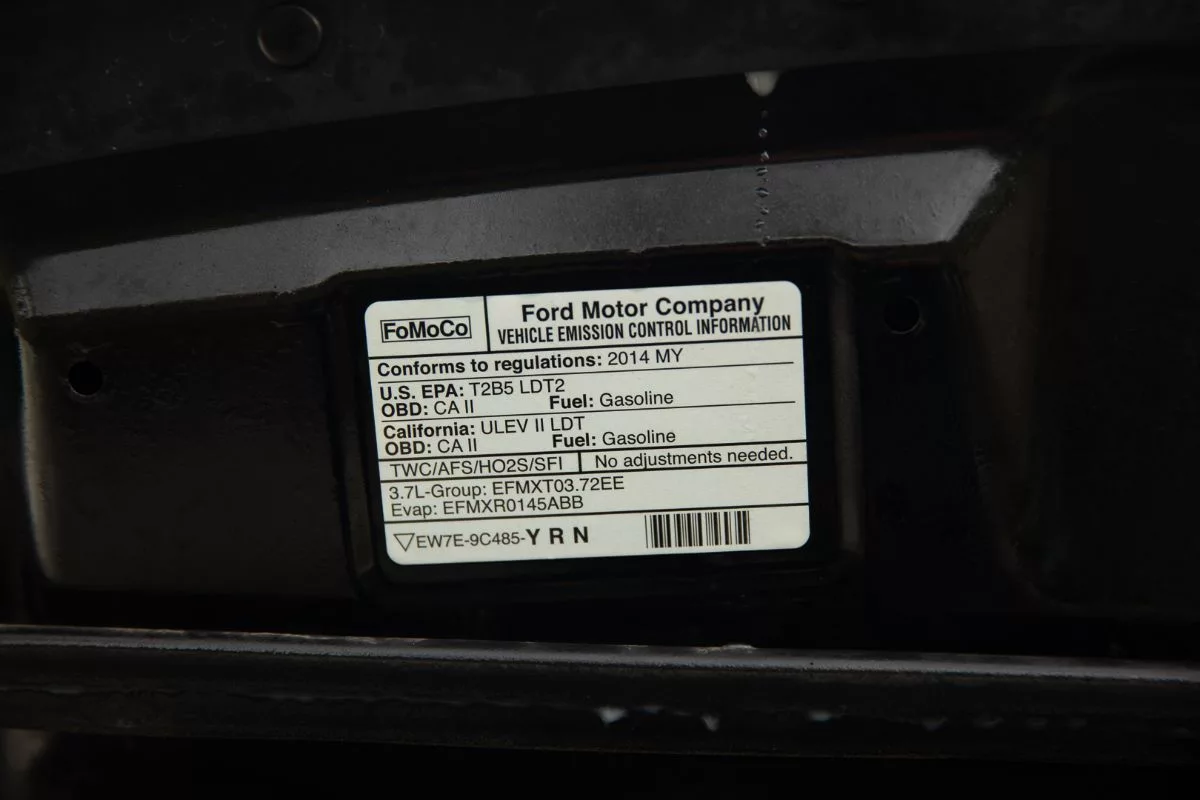 FoMoCo
Ford Motor Company
VEHICLE EMISSION CONTROL INFORMATION
Conforms to regulations: 2014 MY
U.S. EPA: T2B5 LDT2
OBD: CA II Fuel: Gasoline
California: ULEV II LDT
OBD: CA II Fuel: Gasoline
TWC/AFS/HO2S/SFI No adjustments needed.
3.7L-Group: EFMXT03.72EE
Evap: EFMXR0145ABB
EW7E-9C485-Y R N